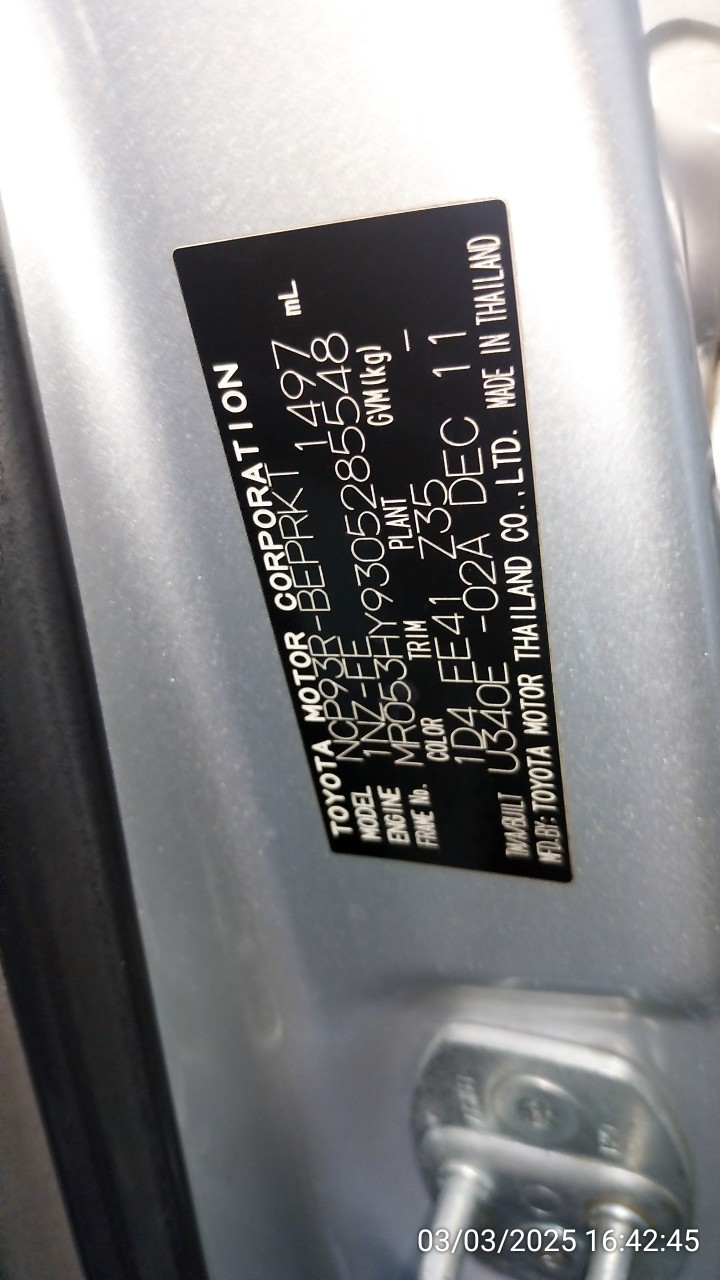 TOYOTA MOTOR CORPORATION
MODEL NCP93R-BEPRKT 1497 mL
ENGINE 1NZ-FE
FRAME No. MR053HY9305285548
COLOR TRIM PLANT GVM(kg)
1D4 FE41 Z35 -
TM/A/BUILT U340E -02A DEC 11
MFD.BY: TOYOTA MOTOR THAILAND CO.,LTD. MADE IN THAILAND
03/03/2025 16:42:45